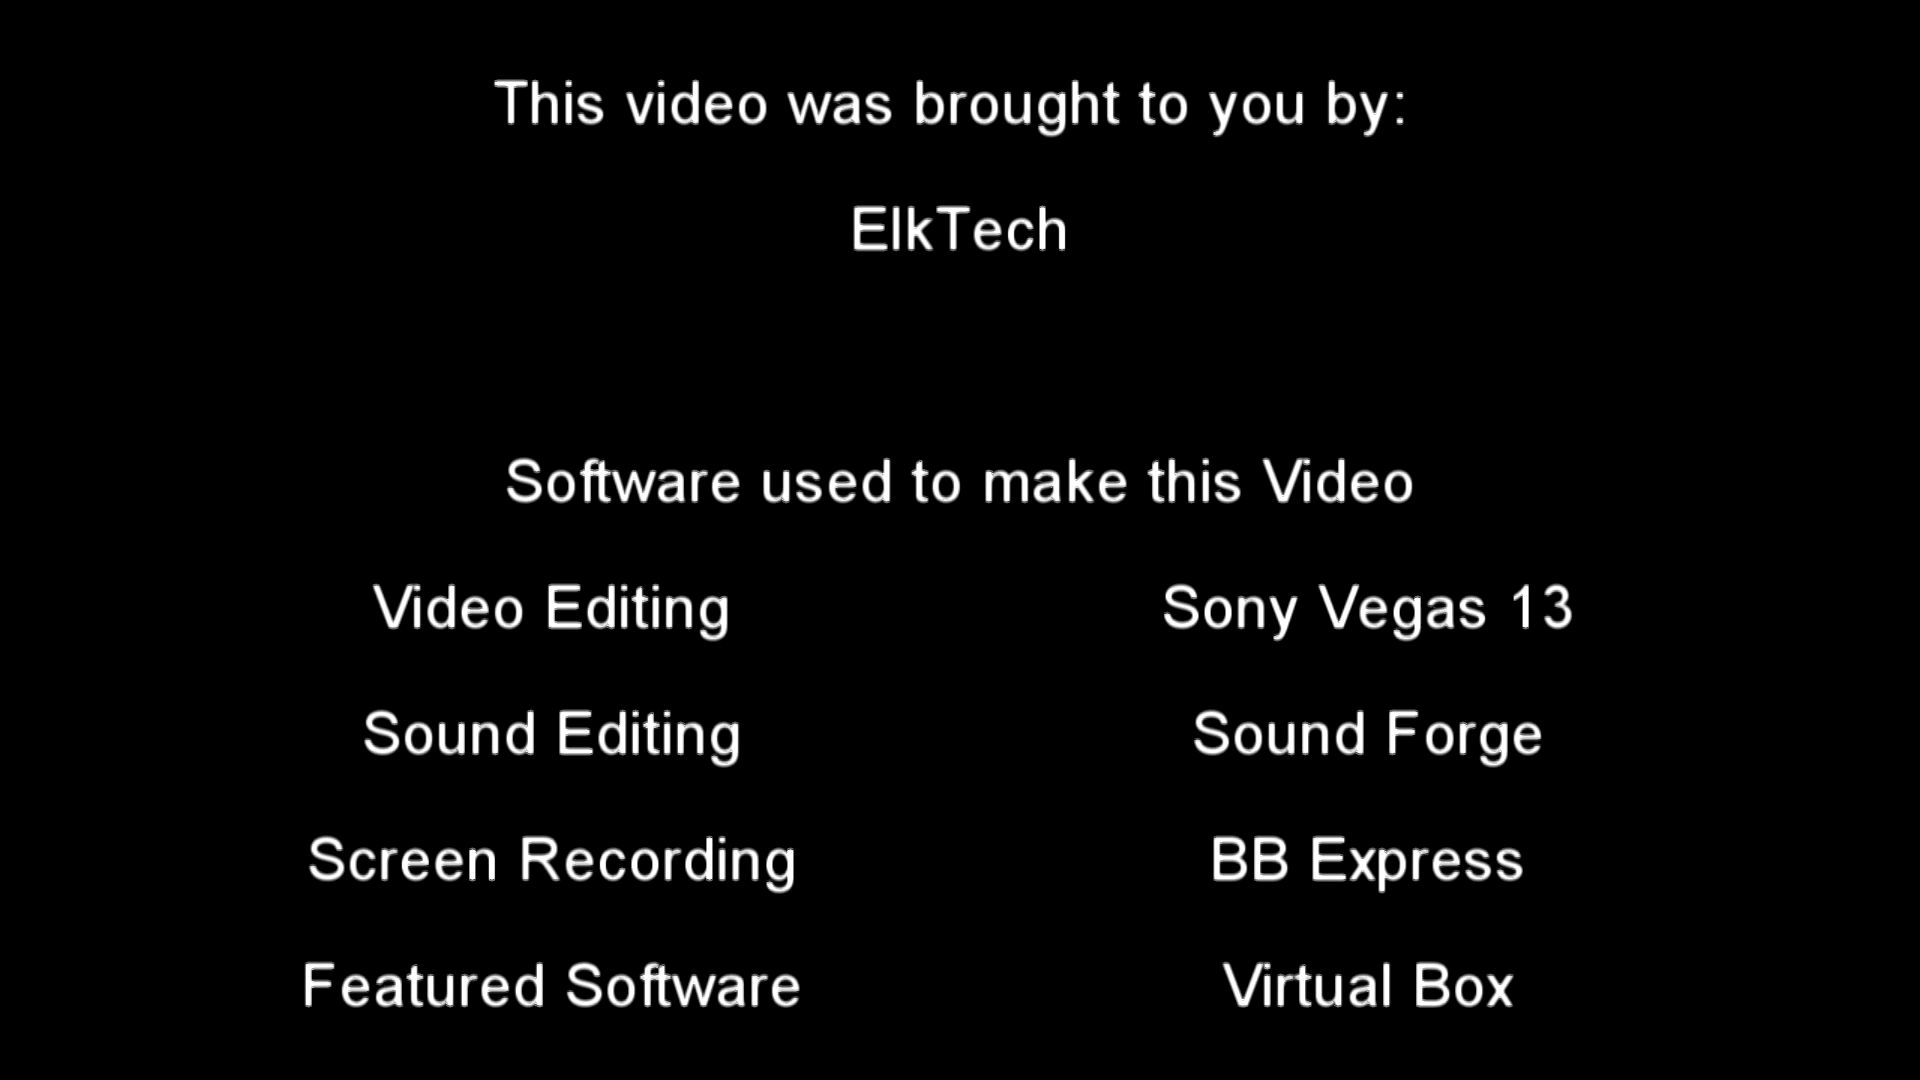 This video was brought to you by:
ElkTech
Software used to make this Video
Video Editing Sony Vegas 13
Sound Editing Sound Forge
Screen Recording BB Express
Featured Software Virtual Box